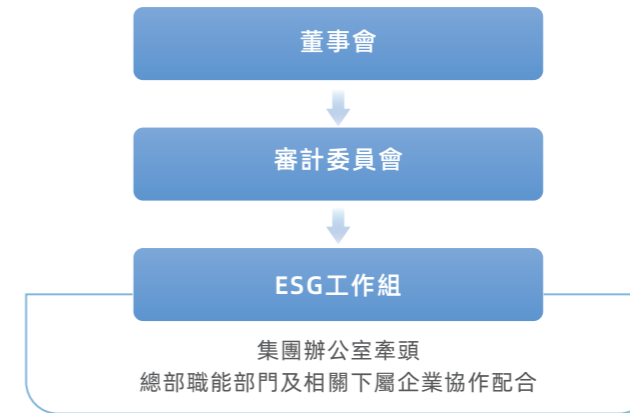 董事會
審計委員會
ESG工作組
集團辦公室牽頭
總部職能部門及相關下屬企業協作配合